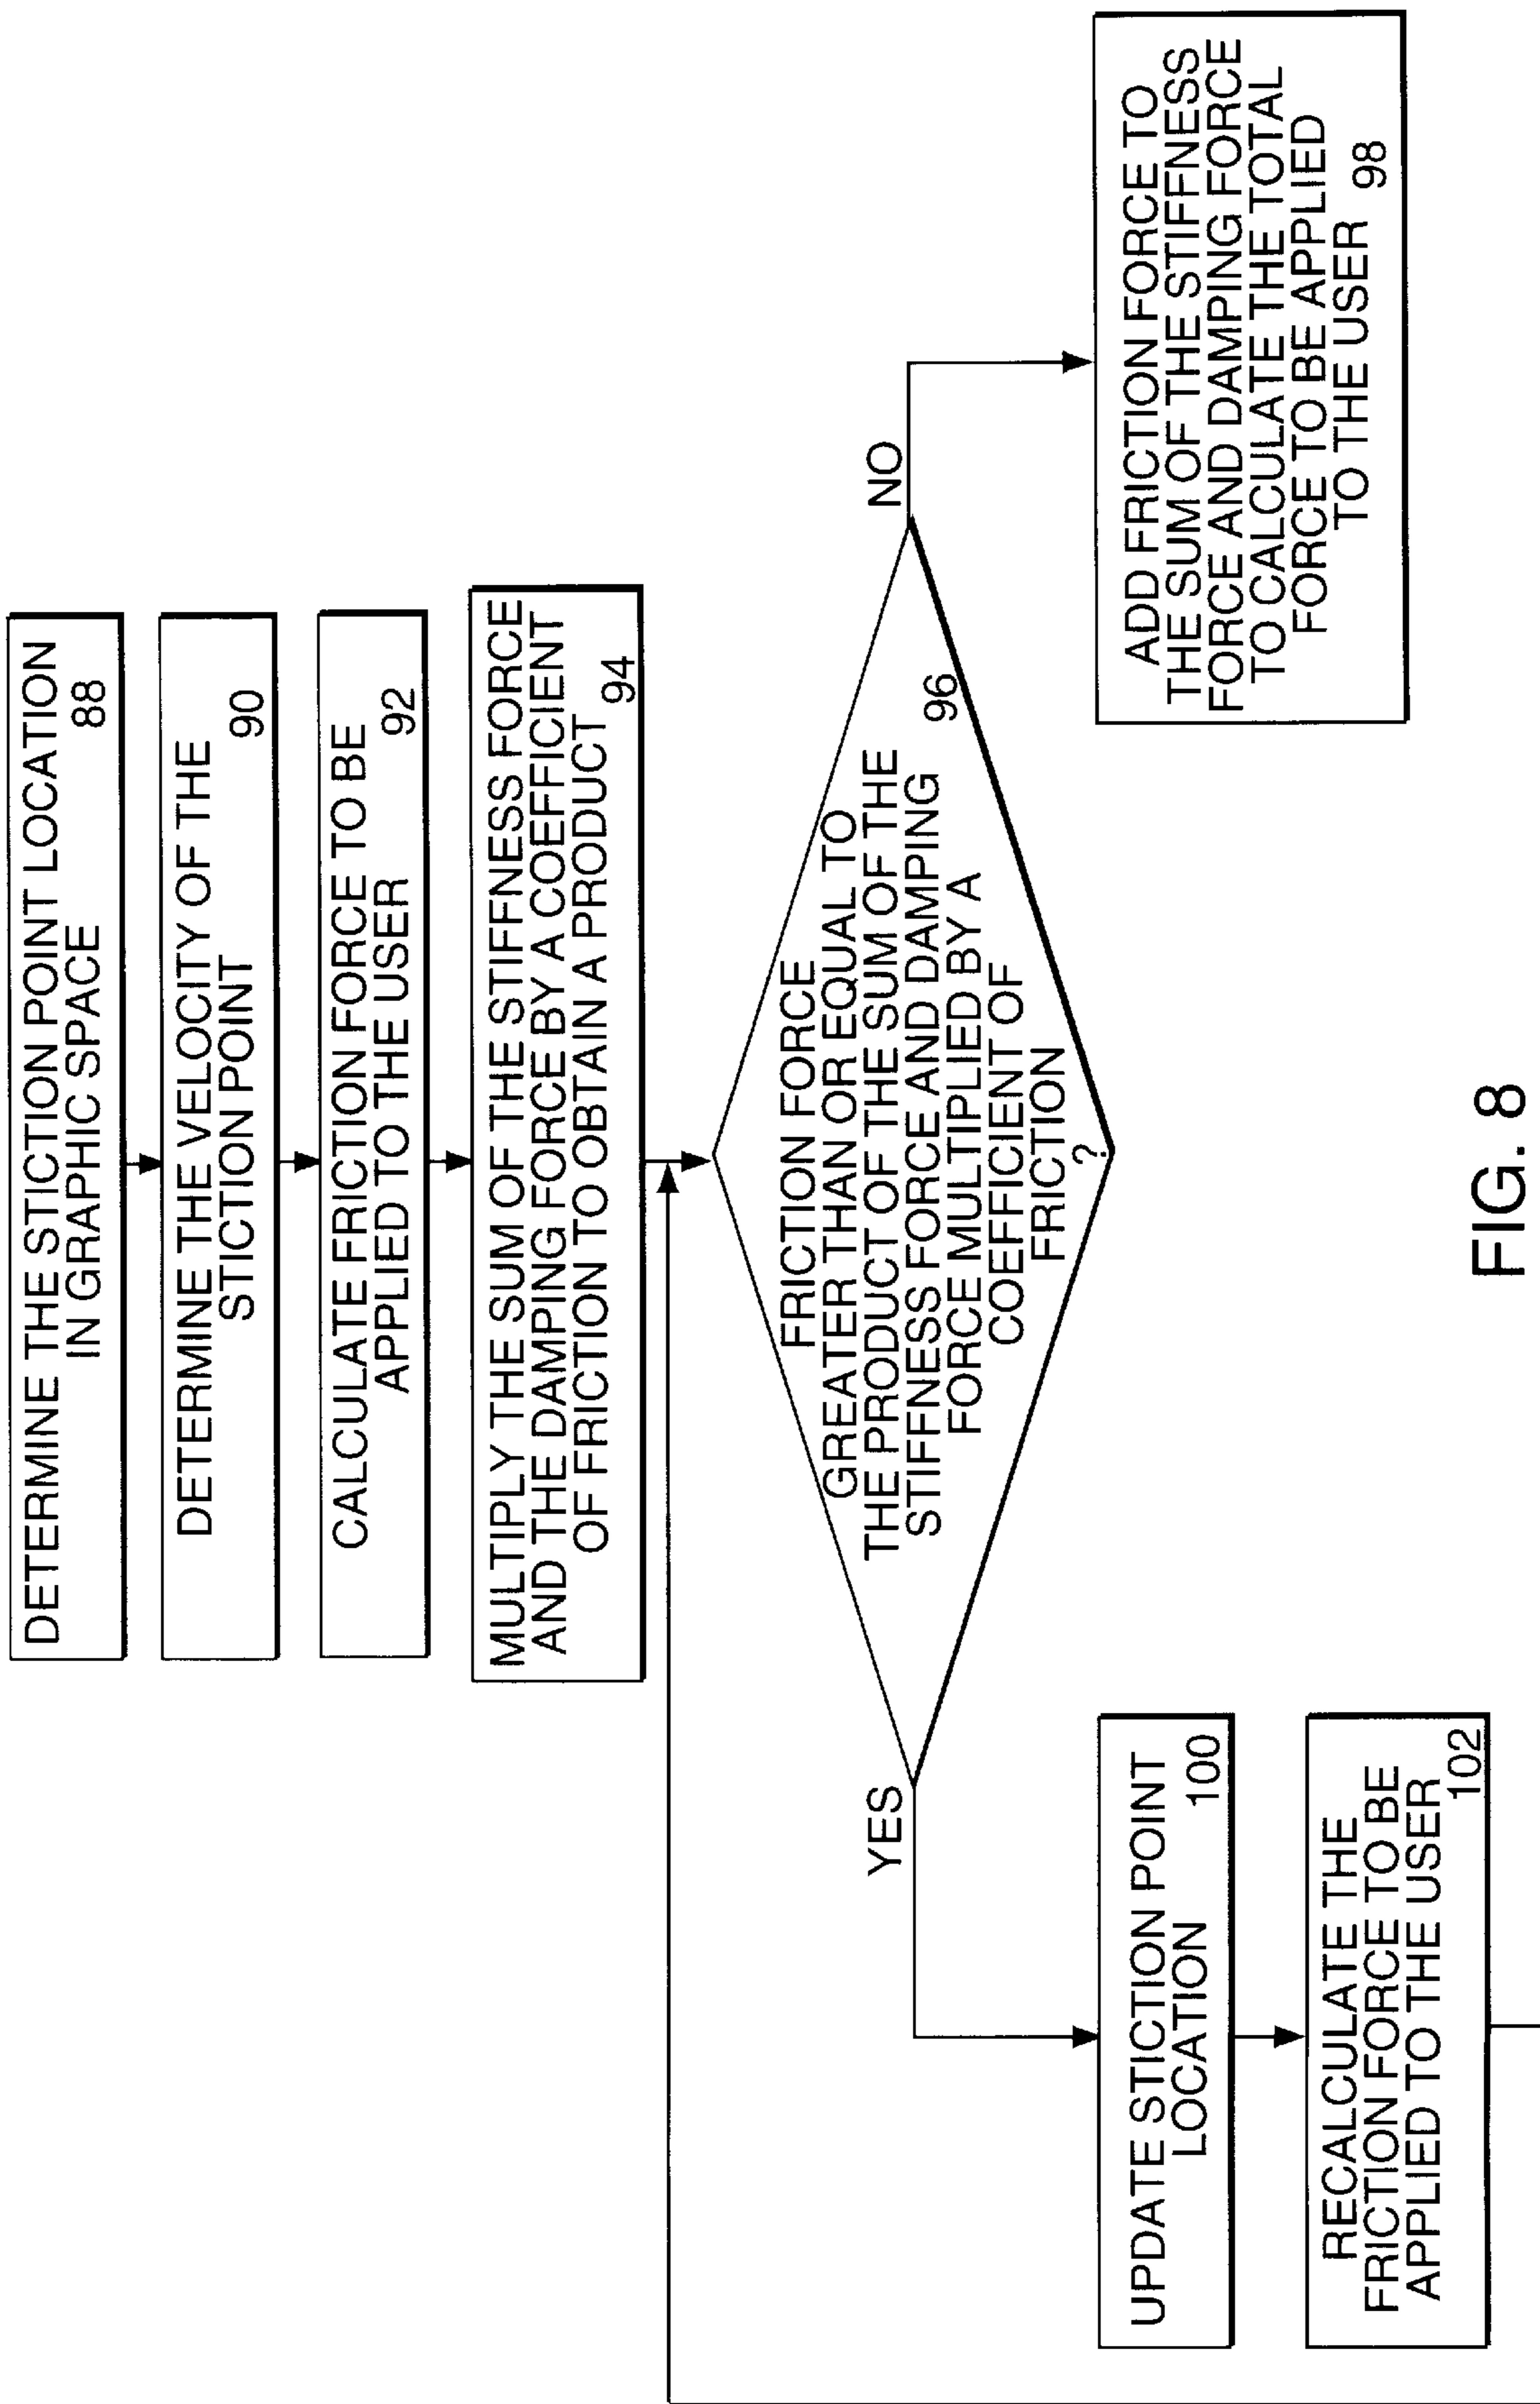 DETERMINE THE STICTION POINT LOCATION
IN GRAPHIC SPACE
88
DETERMINE THE VELOCITY OF THE
STICTION POINT
90
CALCULATE FRICTION FORCE TO BE
APPLIED TO THE USER
92
MULTIPLY THE SUM OF THE STIFFNESS FORCE
AND THE DAMPING FORCE BY A COEFFICIENT
OF FRICTION TO OBTAIN A PRODUCT
94
FRICTION FORCE
GREATER THAN OR EQUAL TO
THE PRODUCT OF THE SUM OF THE
STIFFNESS FORCE AND DAMPING
FORCE MULTIPLIED BY A
COEFFICIENT OF
FRICTION
?
96
YES
NO
UPDATE STICTION POINT
LOCATION
100
RECALCULATE THE
FRICTION FORCE TO BE
APPLIED TO THE USER
102
ADD FRICTION FORCE TO
THE SUM OF THE STIFFNESS
FORCE AND DAMPING FORCE
TO CALCULATE THE TOTAL
FORCE TO BE APPLIED
TO THE USER
98
FIG. 8